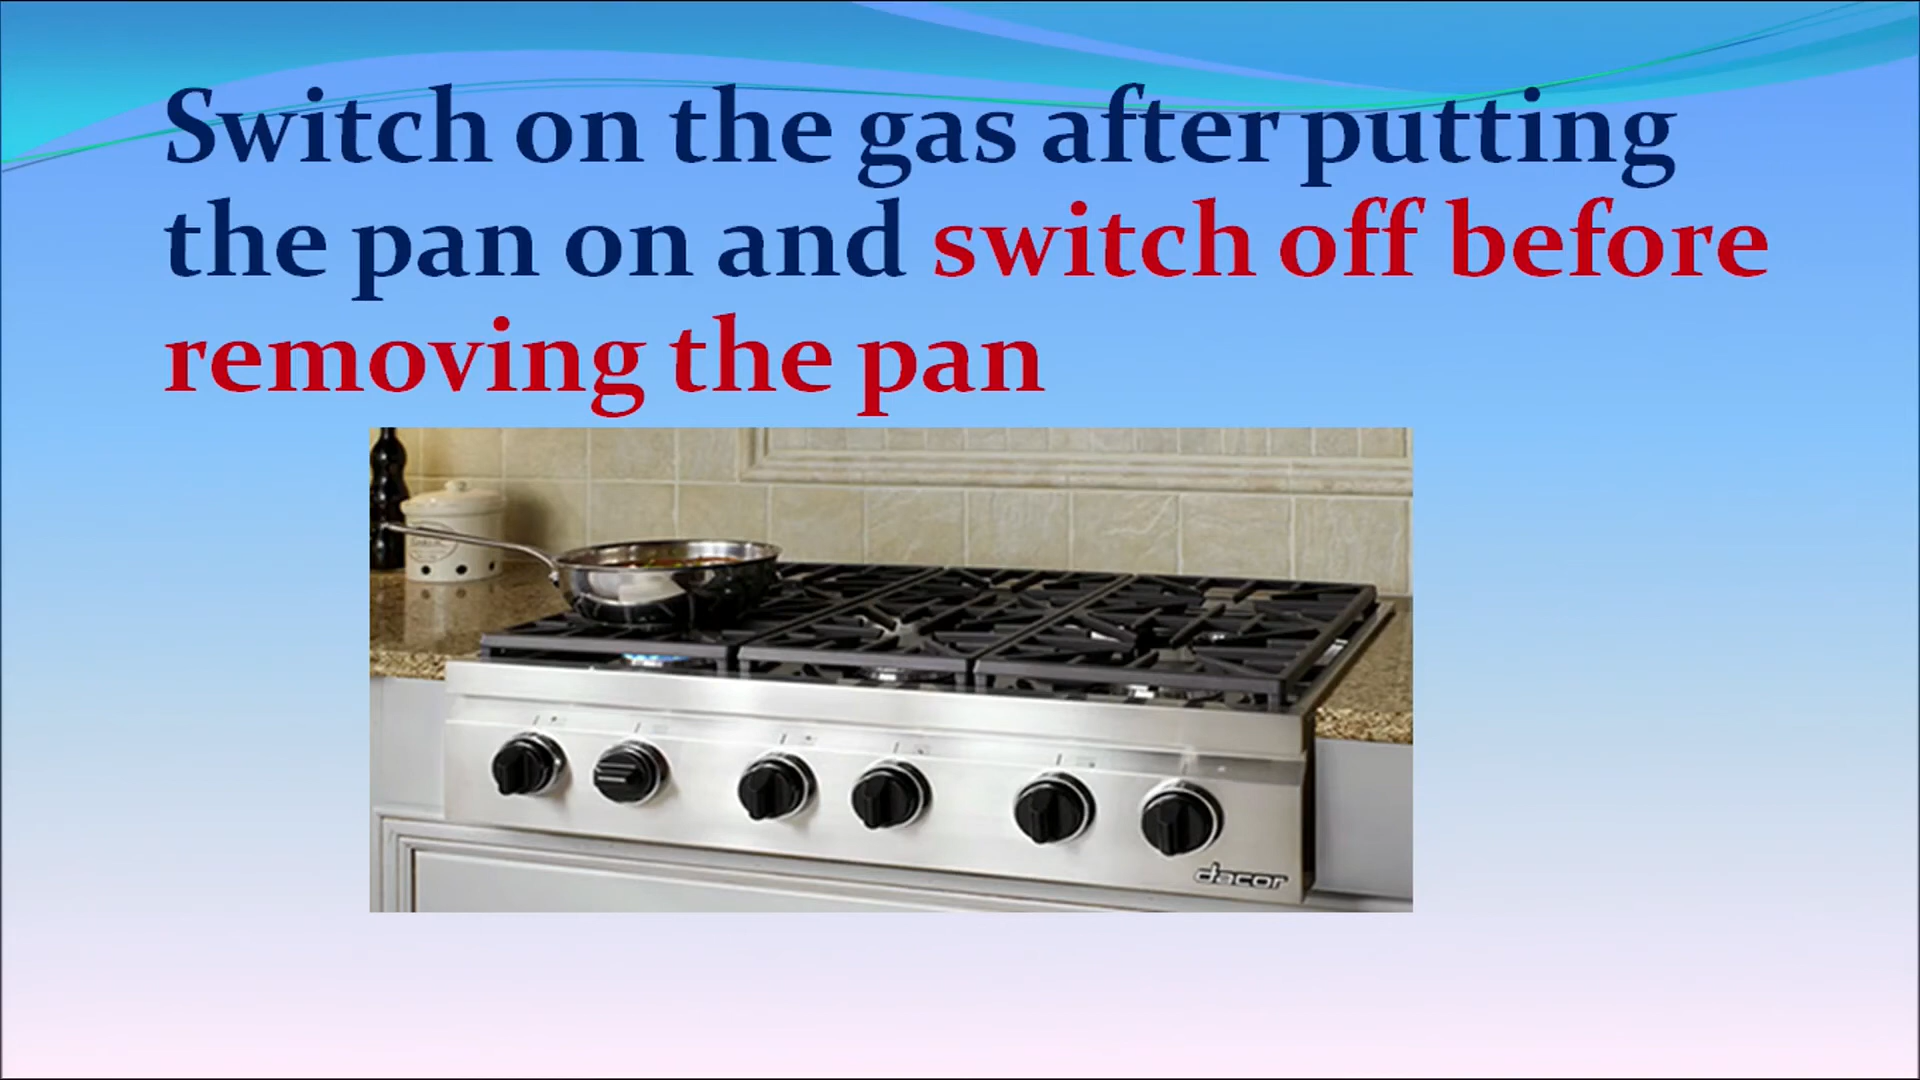 Switch on the gas after putting
the pan on and switch off before
removing the pan
dacor